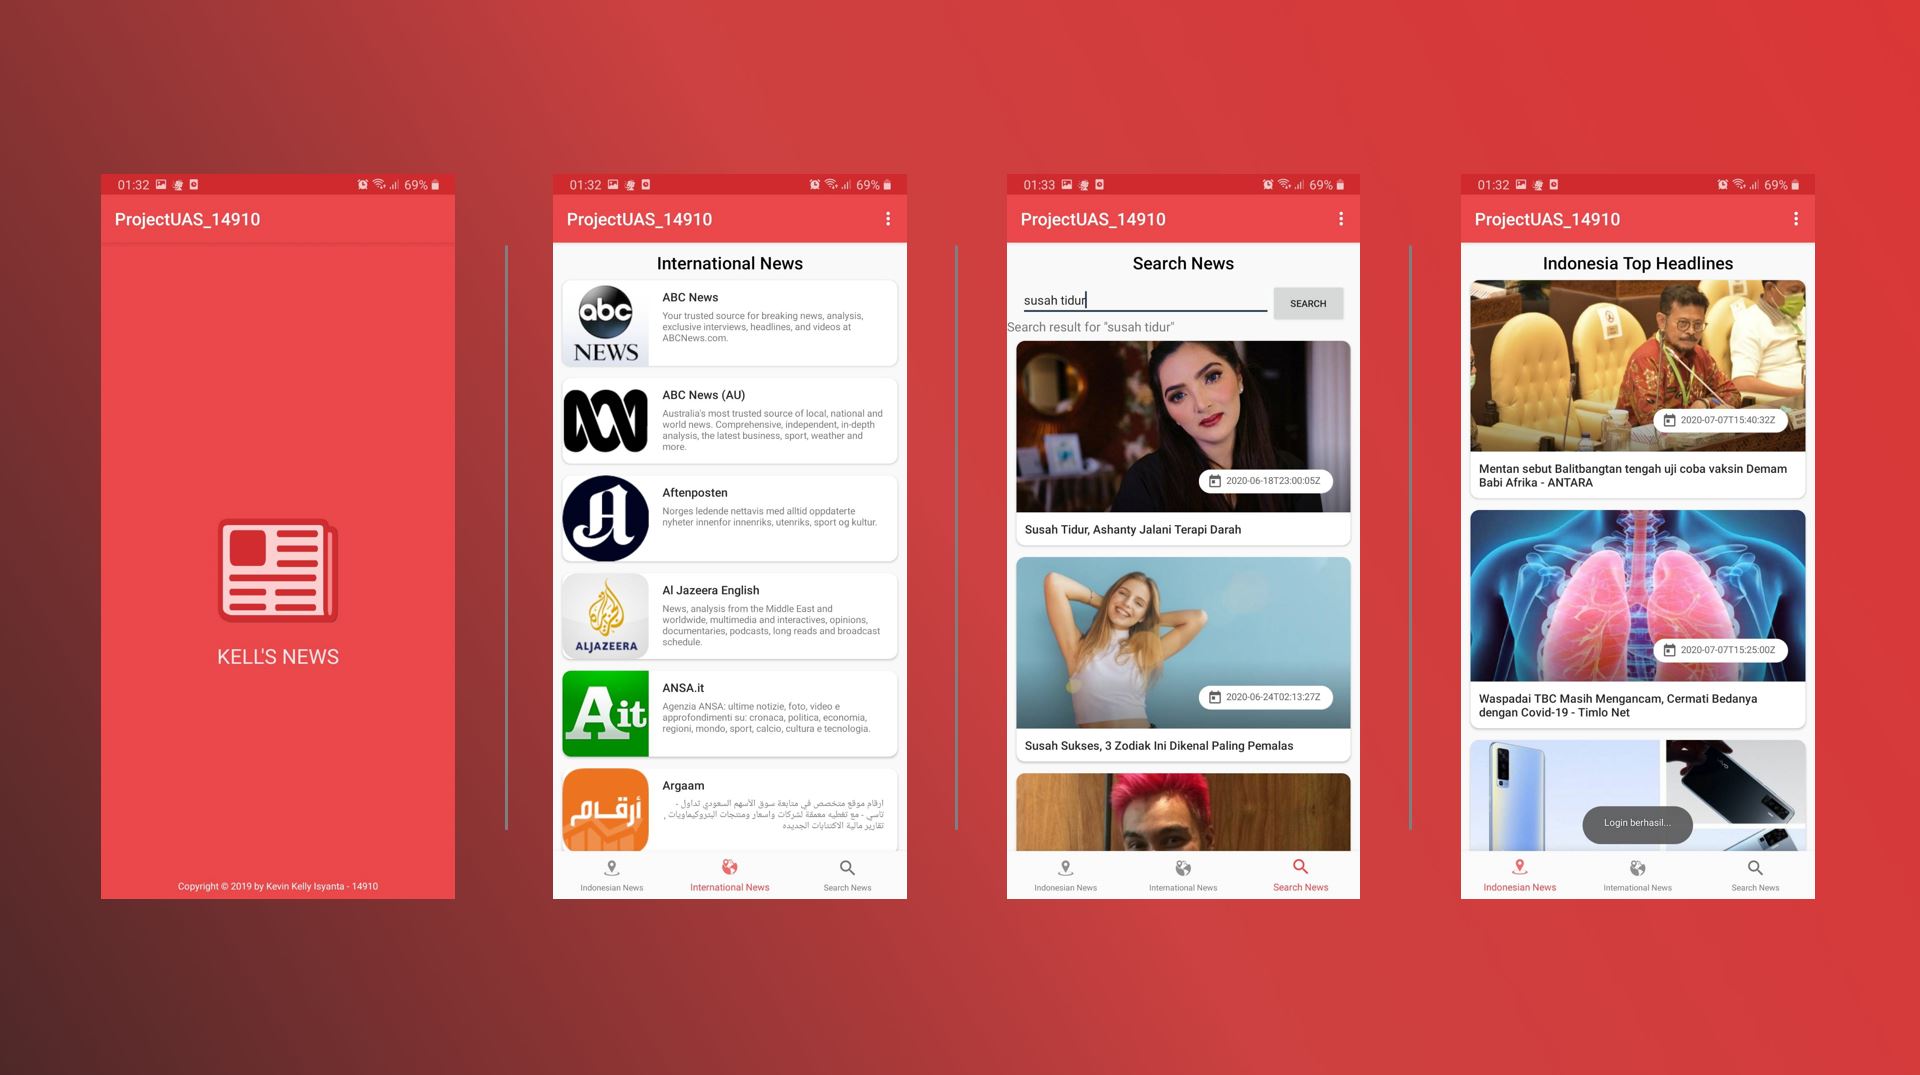 01:32
69%
ProjectUAS_14910
KELL'S NEWS
Copyright © 2019 by Kevin Kelly Isyanta - 14910
01:32
69%
ProjectUAS_14910
International News
abc
NEWS
ABC News
Your trusted source for breaking news, analysis,
exclusive interviews, headlines, and videos at
ABCNews.com.
ABC News (AU)
Australia's most trusted source of local, national and
world news. Comprehensive, independent, in-depth
analysis, the latest business, sport, weather and
more.
A
Aftenposten
Norges ledende nettavis med alltid oppdaterte
nyheter innenfor innenriks, utenriks, sport og kultur.
ALJAZEERA
Al Jazeera English
News, analysis from the Middle East and
worldwide, multimedia and interactives, opinions,
documentaries, podcasts, long reads and broadcast
schedule.
Ait
ANSA.it
Agenzia ANSA: ultime notizie, foto, video e
approfondimenti su: cronaca, politica, economia,
regioni, mondo, sport, calcio, cultura e tecnologia.
أرقام
Argaam
ارقام موقع متخصص في متابعة سوق الأسهم السعودي تداول -
تاسي - مع تغطيه معمقة لشركات واسعار ومنتجات البتروكيماويات ,
تقارير مالية الاكتتابات الجديده
Indonesian News
International News
Search News
01:33
69%
ProjectUAS_14910
Search News
susah tidur
SEARCH
Search result for "susah tidur"
2020-06-18T23:00:05Z
Susah Tidur, Ashanty Jalani Terapi Darah
2020-06-24T02:13:27Z
Susah Sukses, 3 Zodiak Ini Dikenal Paling Pemalas
Indonesian News
International News
Search News
01:32
69%
ProjectUAS_14910
Indonesia Top Headlines
2020-07-07T15:40:32Z
Mentan sebut Balitbangtan tengah uji coba vaksin Demam
Babi Afrika - ANTARA
2020-07-07T15:25:00Z
Waspadai TBC Masih Mengancam, Cermati Bedanya
dengan Covid-19 - Timlo Net
vivo
Login berhasil...
Indonesian News
International News
Search News